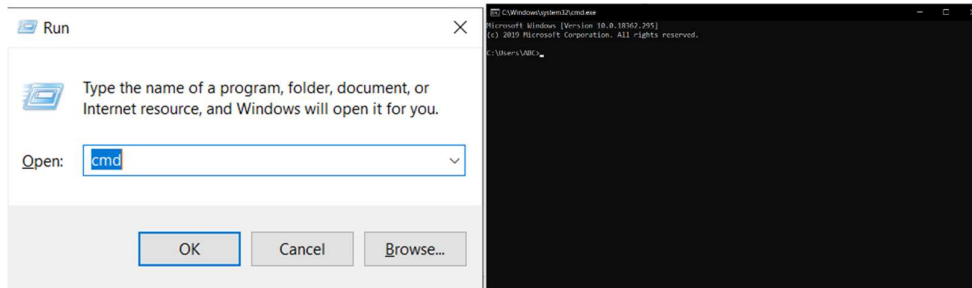 Run
Type the name of a program, folder, document, or
Internet resource, and Windows will open it for you.
Open: cmd
OK Cancel Browse...
C:\Windows\system32\cmd.exe
Microsoft Windows [Version 10.0.18362.295]
(c) 2019 Microsoft Corporation. All rights reserved.
C:\Users\ABC>